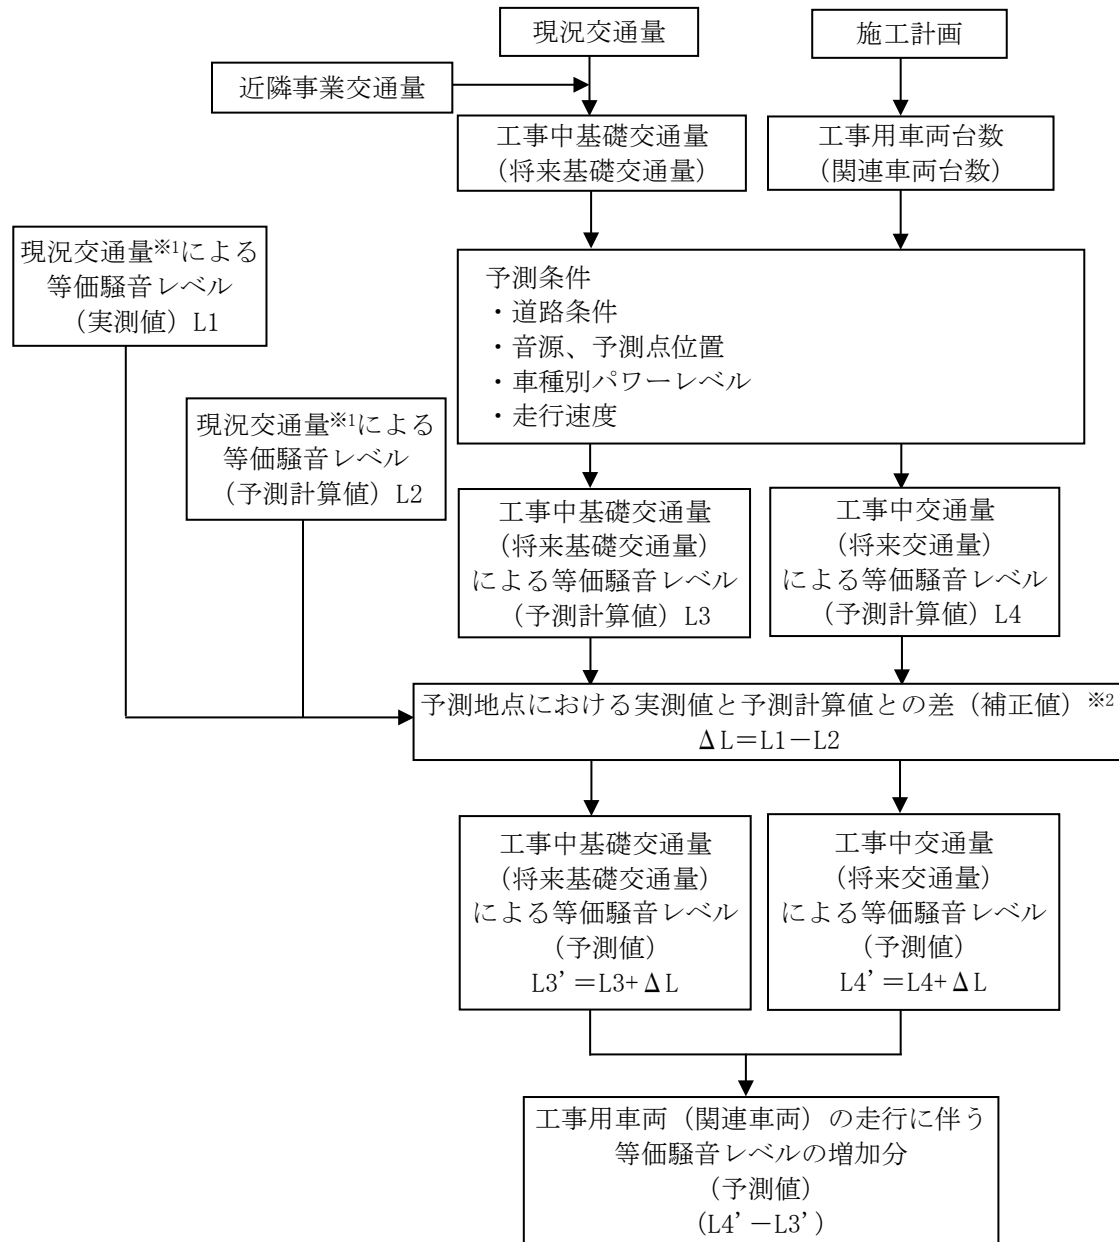 現況交通量
施工計画
近隣事業交通量
工事中基礎交通量
(将来基礎交通量)
工事用車両台数
(関連車両台数)
現況交通量※1による
等価騒音レベル
(実測値)L1
予測条件
・道路条件
・音源、予測点位置
・車種別パワーレベル
・走行速度
現況交通量※1による
等価騒音レベル
(予測計算値)L2
工事中基礎交通量
(将来基礎交通量)
による等価騒音レベル
(予測計算値)L3
工事中交通量
(将来交通量)
による等価騒音レベル
(予測計算値)L4
予測地点における実測値と予測計算値との差(補正値)※2
ΔL=L1-L2
工事中基礎交通量
(将来基礎交通量)
による等価騒音レベル
(予測値)
L3’=L3+ΔL
工事中交通量
(将来交通量)
による等価騒音レベル
(予測値)
L4’=L4+ΔL
工事用車両(関連車両)の走行に伴う
等価騒音レベルの増加分
(予測値)
(L4’-L3’)